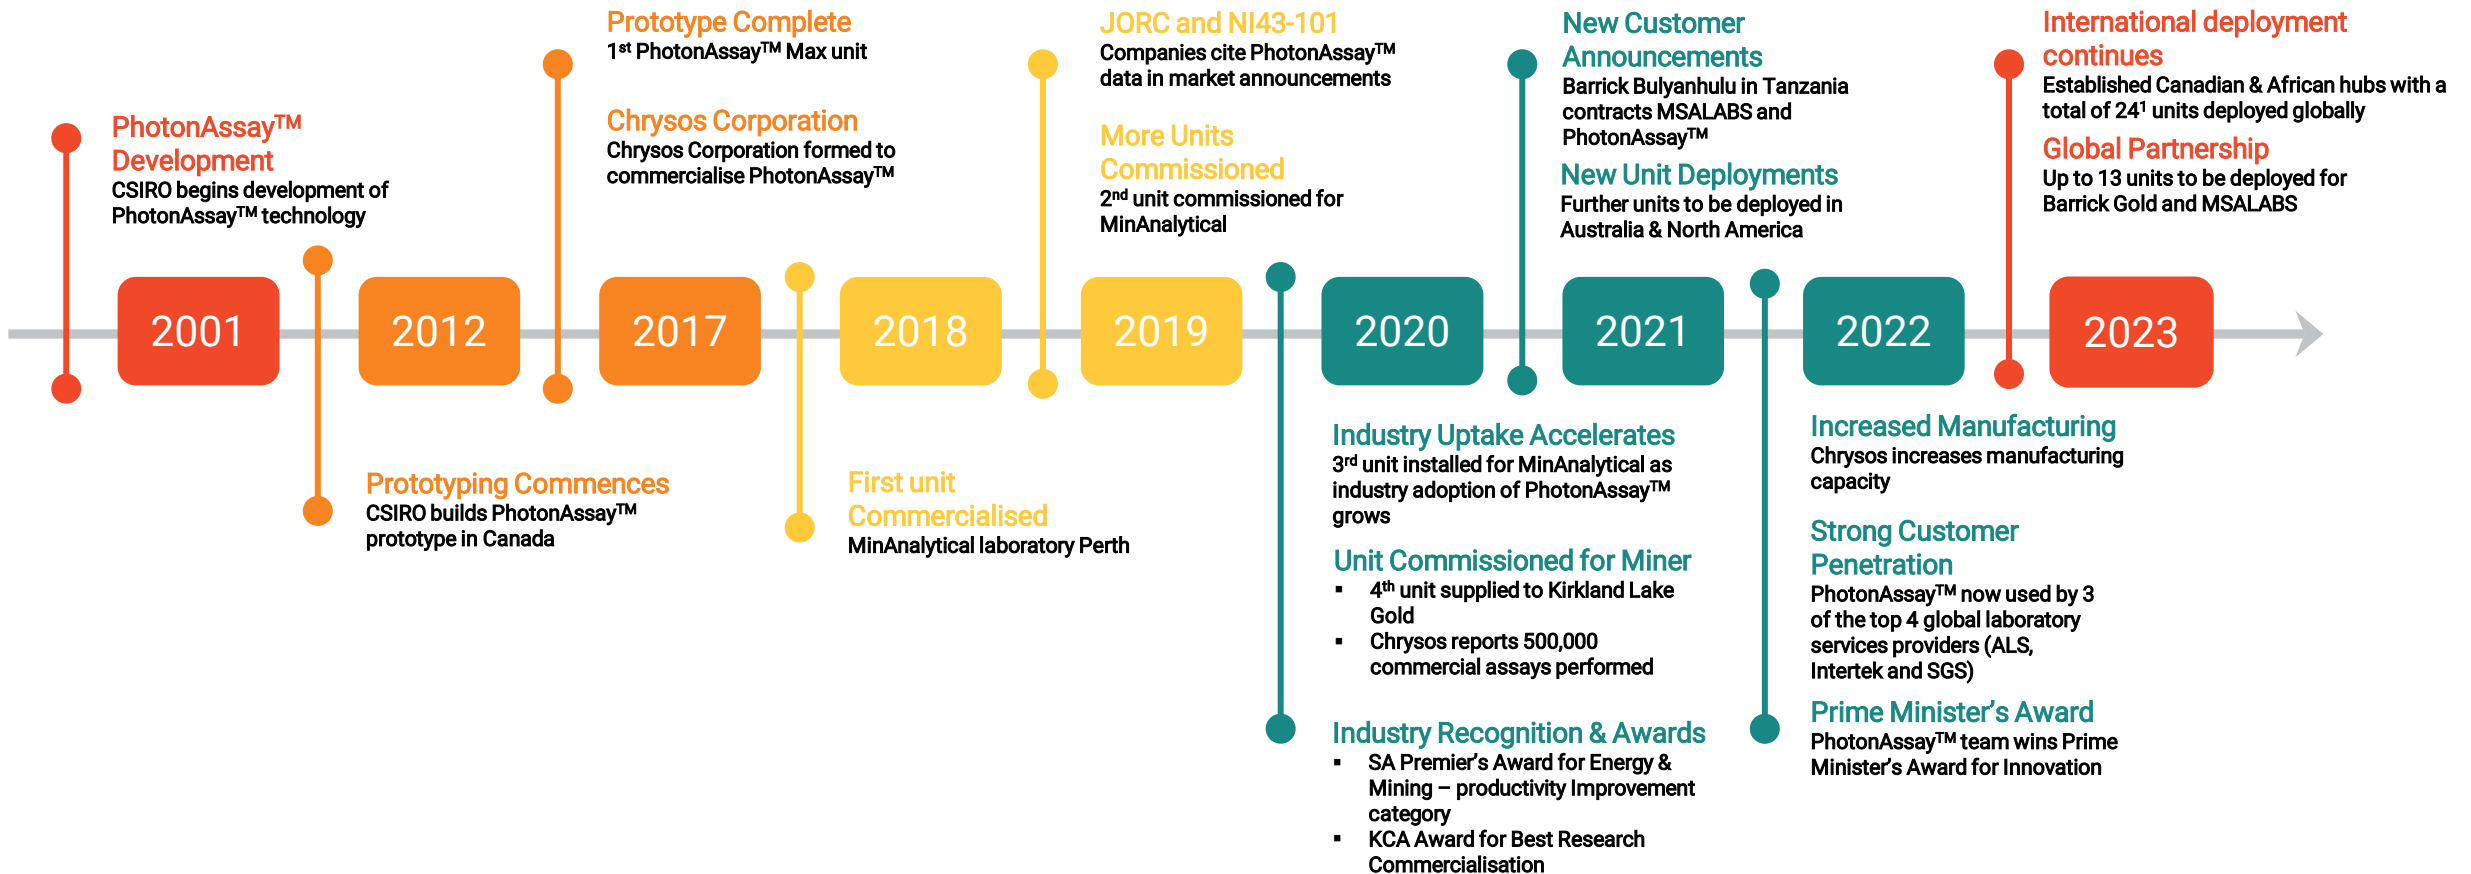 PhotonAssay™
Development
CSIRO begins development of
PhotonAssay™ technology
2001
2012
Prototyping Commences
CSIRO builds PhotonAssay™
prototype in Canada
Prototype Complete
1st PhotonAssay™ Max unit
Chrysos Corporation
Chrysos Corporation formed to
commercialise PhotonAssay™
2017
2018
First unit
Commercialised
MinAnalytical laboratory Perth
JORC and NI43-101
Companies cite PhotonAssay™
data in market announcements
More Units
Commissioned
2nd unit commissioned for
MinAnalytical
2019
2020
Industry Uptake Accelerates
3rd unit installed for MinAnalytical as
industry adoption of PhotonAssay™
grows
Unit Commissioned for Miner
▪ 4th unit supplied to Kirkland Lake
Gold
▪ Chrysos reports 500,000
commercial assays performed
Industry Recognition & Awards
▪ SA Premier’s Award for Energy &
Mining – productivity Improvement
category
▪ KCA Award for Best Research
Commercialisation
New Customer
Announcements
Barrick Bulyanhulu in Tanzania
contracts MSALABS and
PhotonAssay™
New Unit Deployments
Further units to be deployed in
Australia & North America
2021
2022
Increased Manufacturing
Chrysos increases manufacturing
capacity
Strong Customer
Penetration
PhotonAssay™ now used by 3
of the top 4 global laboratory
services providers (ALS,
Intertek and SGS)
Prime Minister’s Award
PhotonAssay™ team wins Prime
Minister’s Award for Innovation
International deployment
continues
Established Canadian & African hubs with a
total of 24¹ units deployed globally
Global Partnership
Up to 13 units to be deployed for
Barrick Gold and MSALABS
2023